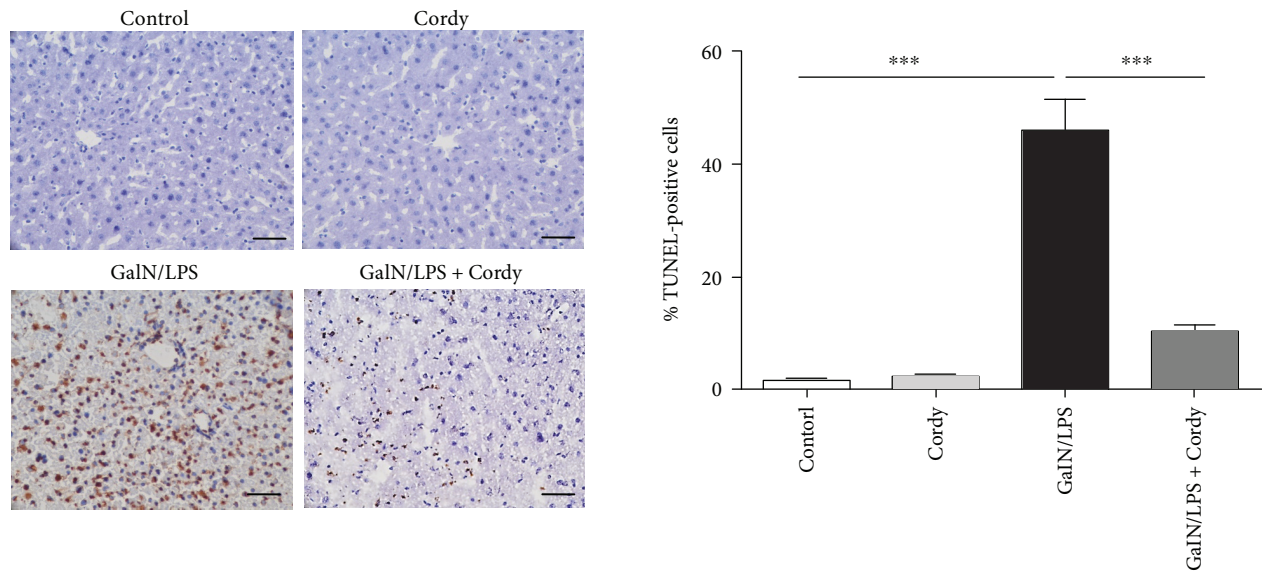 Control
Cordy
GalN/LPS
GalN/LPS + Cordy
% TUNEL-positive cells
60
40
20
0
***
***
Contorl
Cordy
GalN/LPS
GalN/LPS + Cordy